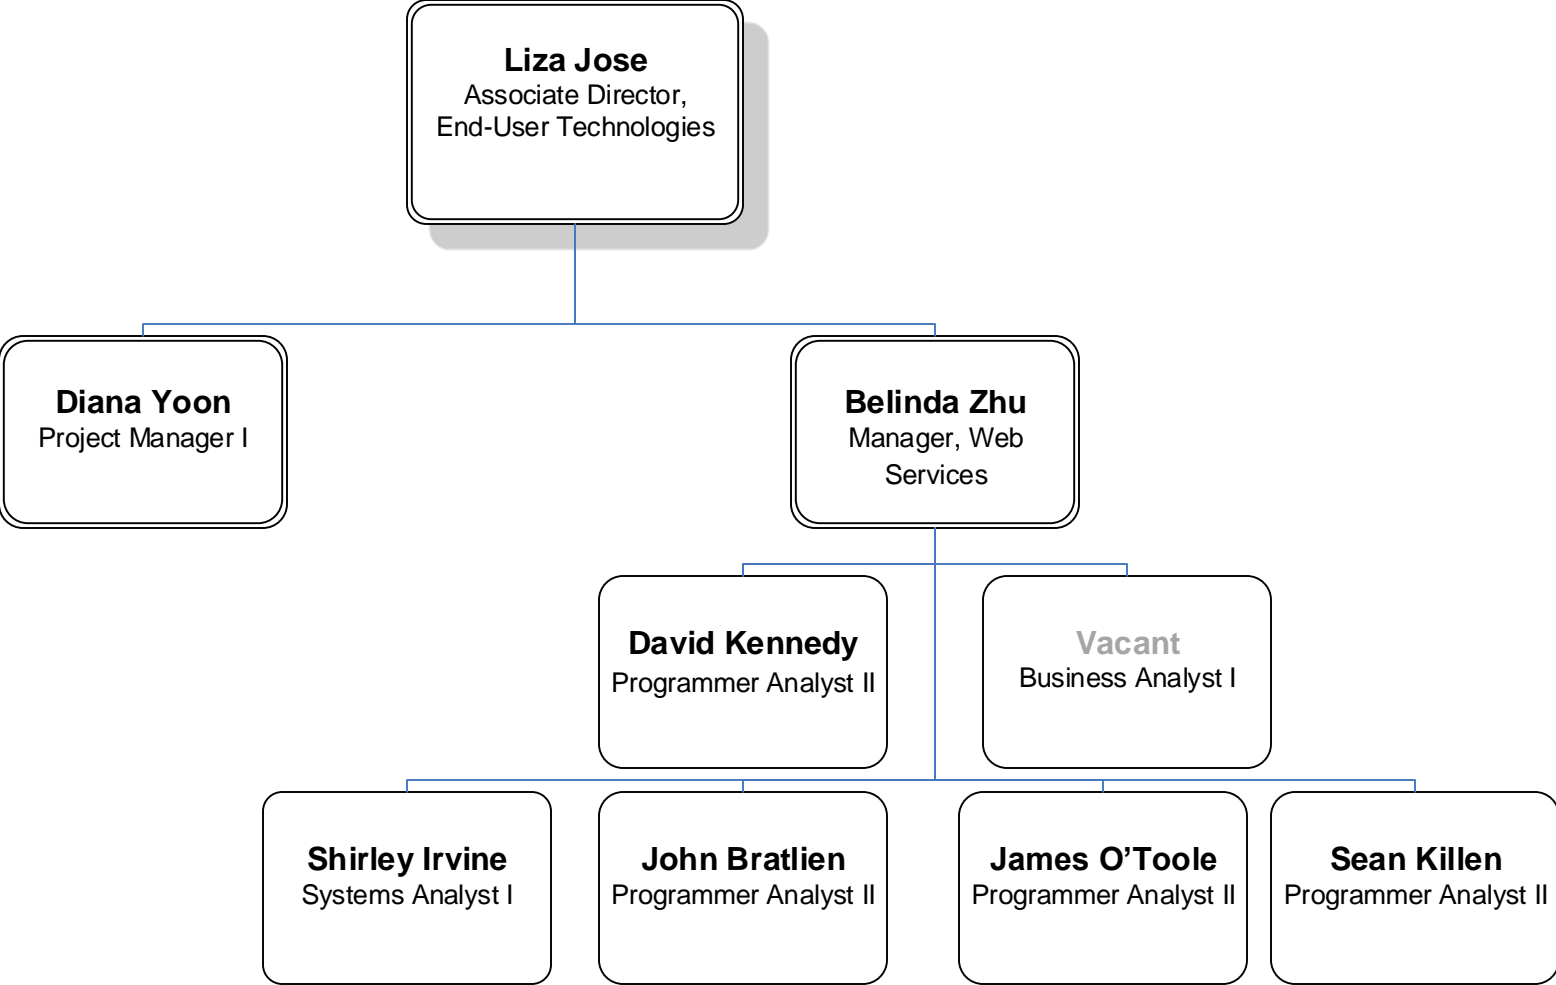 Liza Jose
Associate Director,
End-User Technologies
Diana Yoon
Project Manager I
Belinda Zhu
Manager, Web
Services
David Kennedy
Programmer Analyst II
Vacant
Business Analyst I
Shirley Irvine
Systems Analyst I
John Bratlien
Programmer Analyst II
James O’Toole
Programmer Analyst II
Sean Killen
Programmer Analyst II